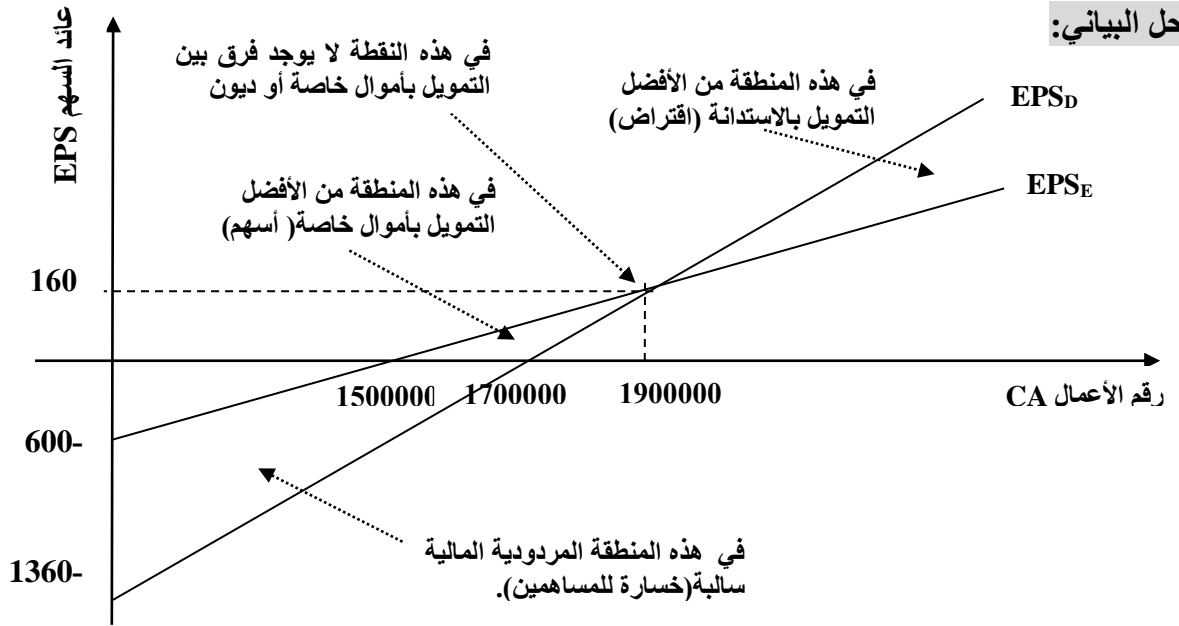 حل البياني:
عائد السهم EPS
في هذه النقطة لا يوجد فرق بين
التمويل بأموال خاصة أو ديون
في هذه المنطقة من الأفضل
التمويل بالاستدانة (اقتراض)
EPSD
EPSE
في هذه المنطقة من الأفضل
التمويل بأموال خاصة( أسهم)
160
1500000
1700000
1900000
رقم الأعمال CA
600-
1360-
في هذه المنطقة المردودية المالية
سالبة(خسارة للمساهمين).